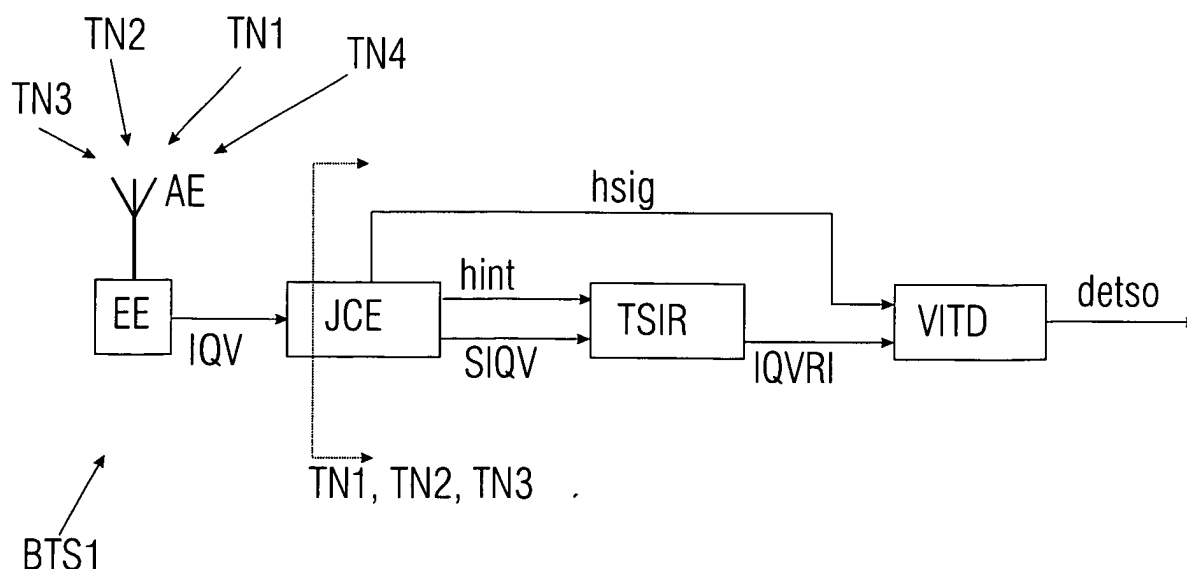 TN2
TN1
TN4
TN3
AE
hsig
hint
detso
EE
JCE
TSIR
VITD
IQV
SIQV
IQVRI
TN1, TN2, TN3
BTS1